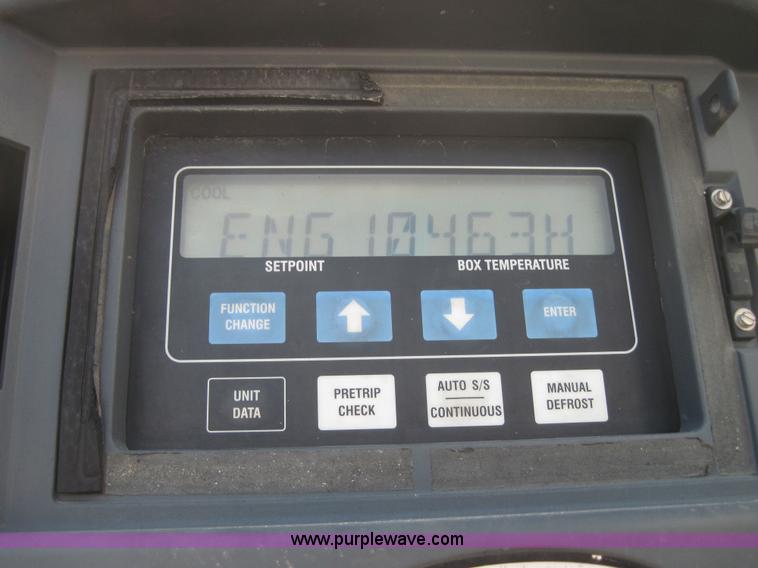 COOL
ENG 10463H
SETPOINT BOX TEMPERATURE
FUNCTION
CHANGE
ENTER
UNIT
DATA
PRETRIP
CHECK
AUTO S/S
CONTINUOUS
MANUAL
DEFROST
www.purplewave.com